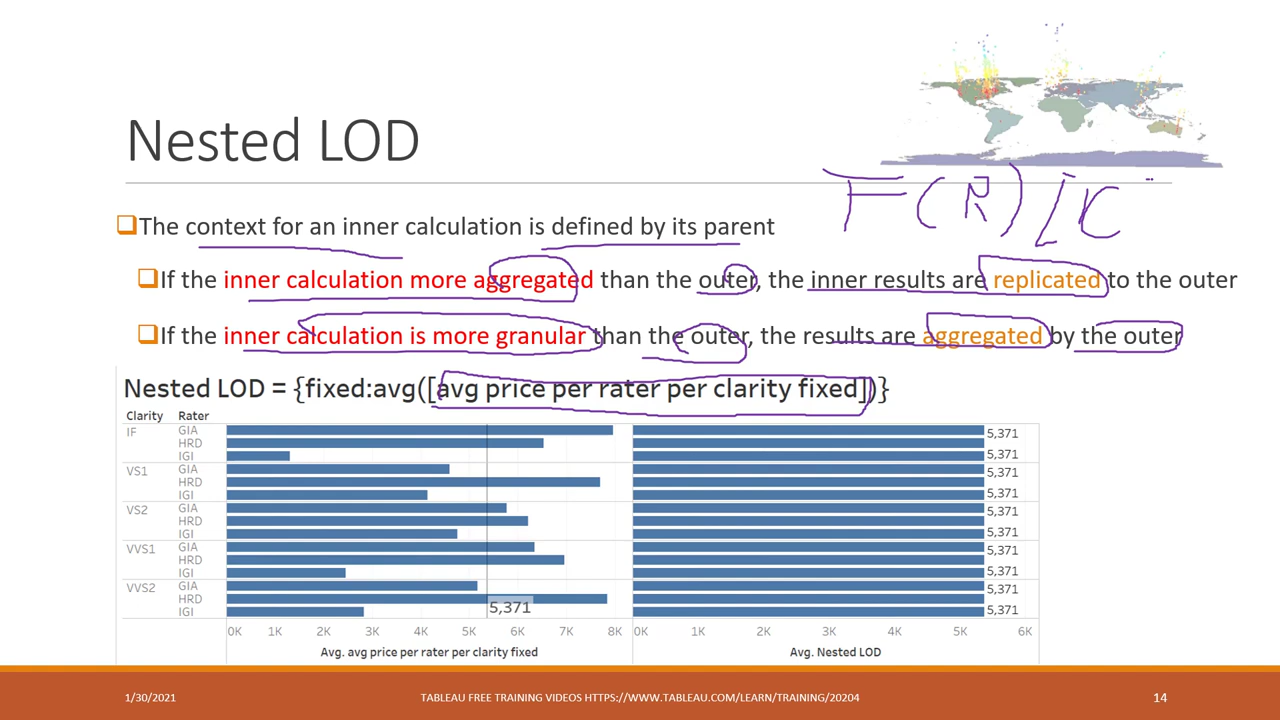 Nested LOD
F(R) I C
The context for an inner calculation is defined by its parent
If the inner calculation more aggregated than the outer, the inner results are replicated to the outer
If the inner calculation is more granular than the outer, the results are aggregated by the outer
Nested LOD = {fixed:avg([avg price per rater per clarity fixed])}
Clarity Rater
IF GIA 5,371
HRD
IGI 5,371
VS1 GIA 5,371
HRD
IGI 5,371
VS2 GIA 5,371
HRD
IGI 5,371
VVS1 GIA 5,371
HRD
IGI 5,371
VVS2 GIA 5,371
HRD
5,371
IGI 5,371
0K 1K 2K 3K 4K 5K 6K 7K 8K 0K 1K 2K 3K 4K 5K 6K
Avg. avg price per rater per clarity fixed Avg. Nested LOD
1/30/2021 TABLEAU FREE TRAINING VIDEOS HTTPS://WWW.TABLEAU.COM/LEARN/TRAINING/20204 14